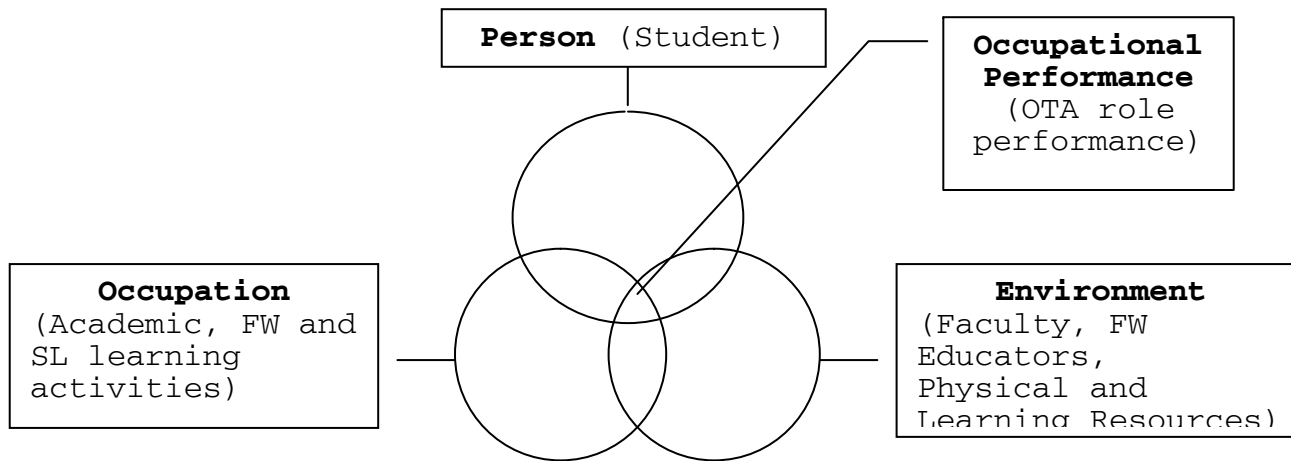 Person (Student)
Occupational
Performance
(OTA role
performance)
Occupation
(Academic, FW and
SL learning
activities)
Environment
(Faculty, FW
Educators,
Physical and
Learning Resources)